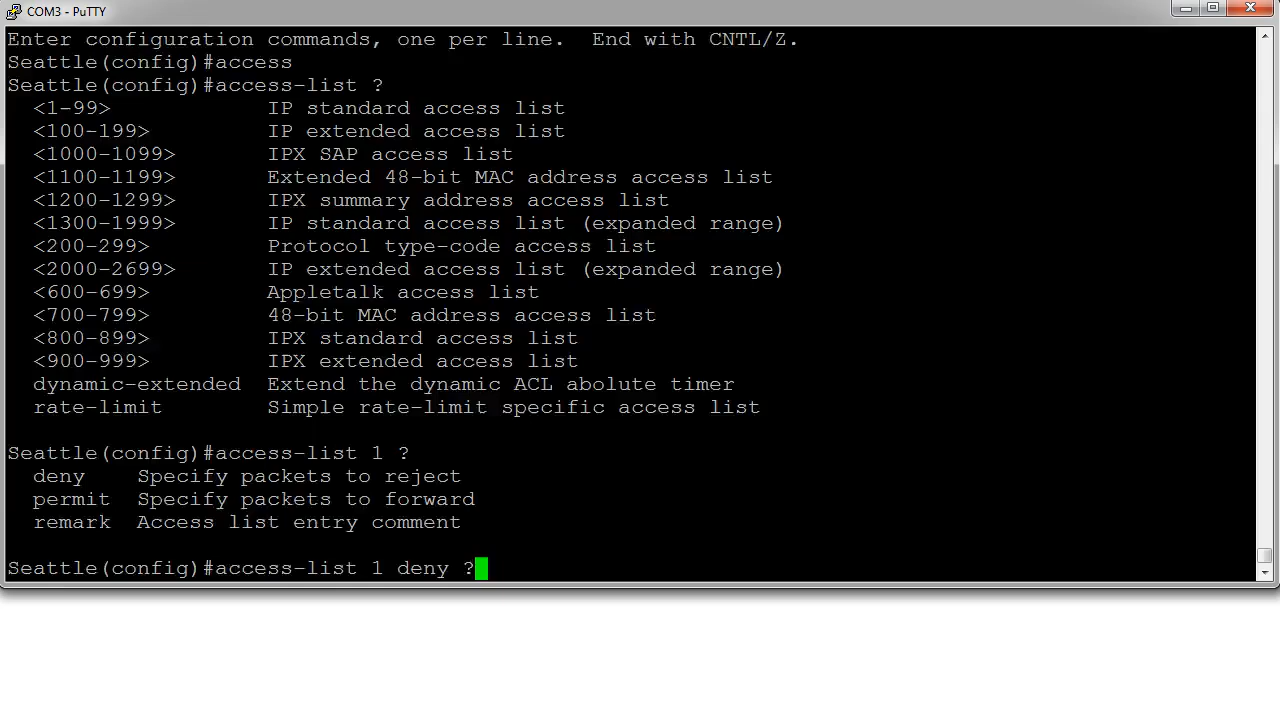 COM3 - PuTTY
Enter configuration commands, one per line.  End with CNTL/Z.
Seattle(config)#access
Seattle(config)#access-list ?
  <1-99>            IP standard access list
  <100-199>         IP extended access list
  <1000-1099>       IPX SAP access list
  <1100-1199>       Extended 48-bit MAC address access list
  <1200-1299>       IPX summary address access list
  <1300-1999>       IP standard access list (expanded range)
  <200-299>         Protocol type-code access list
  <2000-2699>       IP extended access list (expanded range)
  <600-699>         Appletalk access list
  <700-799>         48-bit MAC address access list
  <800-899>         IPX standard access list
  <900-999>         IPX extended access list
  dynamic-extended  Extend the dynamic ACL abolute timer
  rate-limit        Simple rate-limit specific access list
Seattle(config)#access-list 1 ?
  deny    Specify packets to reject
  permit  Specify packets to forward
  remark  Access list entry comment
Seattle(config)#access-list 1 deny ?